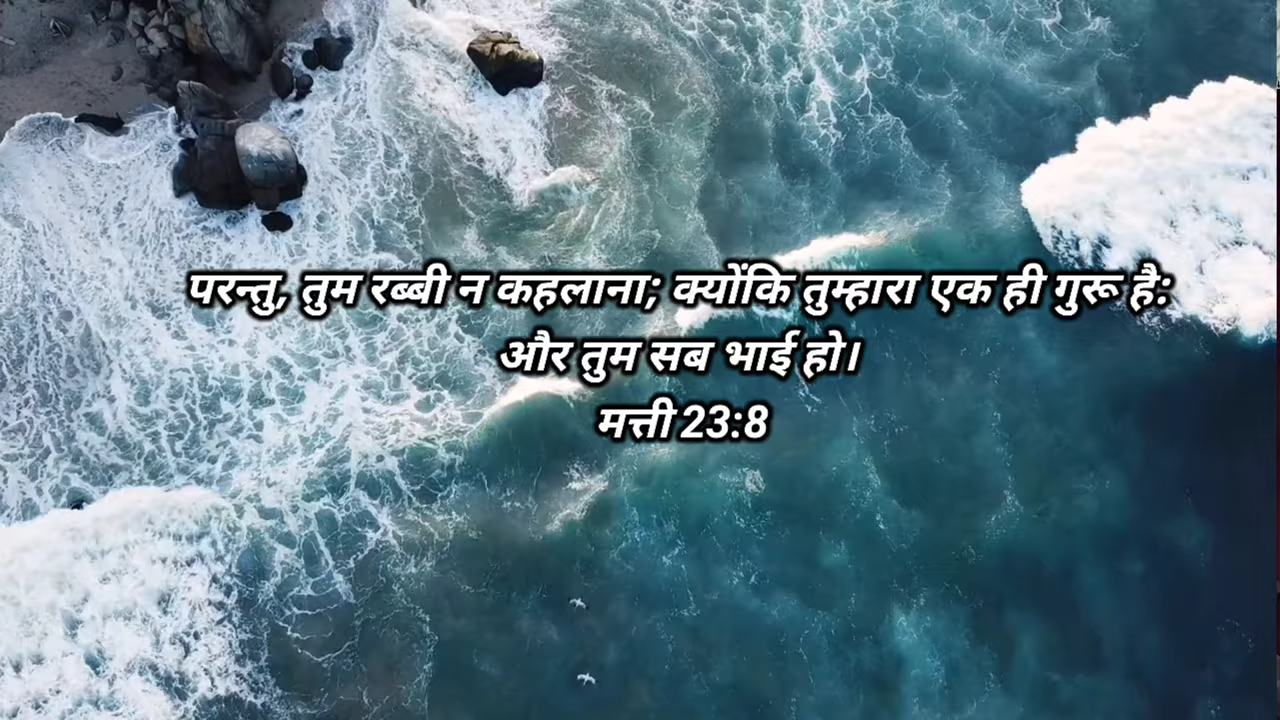 परन्तु, तुम रब्बी न कहलाना; क्योंकि तुम्हारा एक ही गुरू है:
और तुम सब भाई हो।
मत्ती 23:8